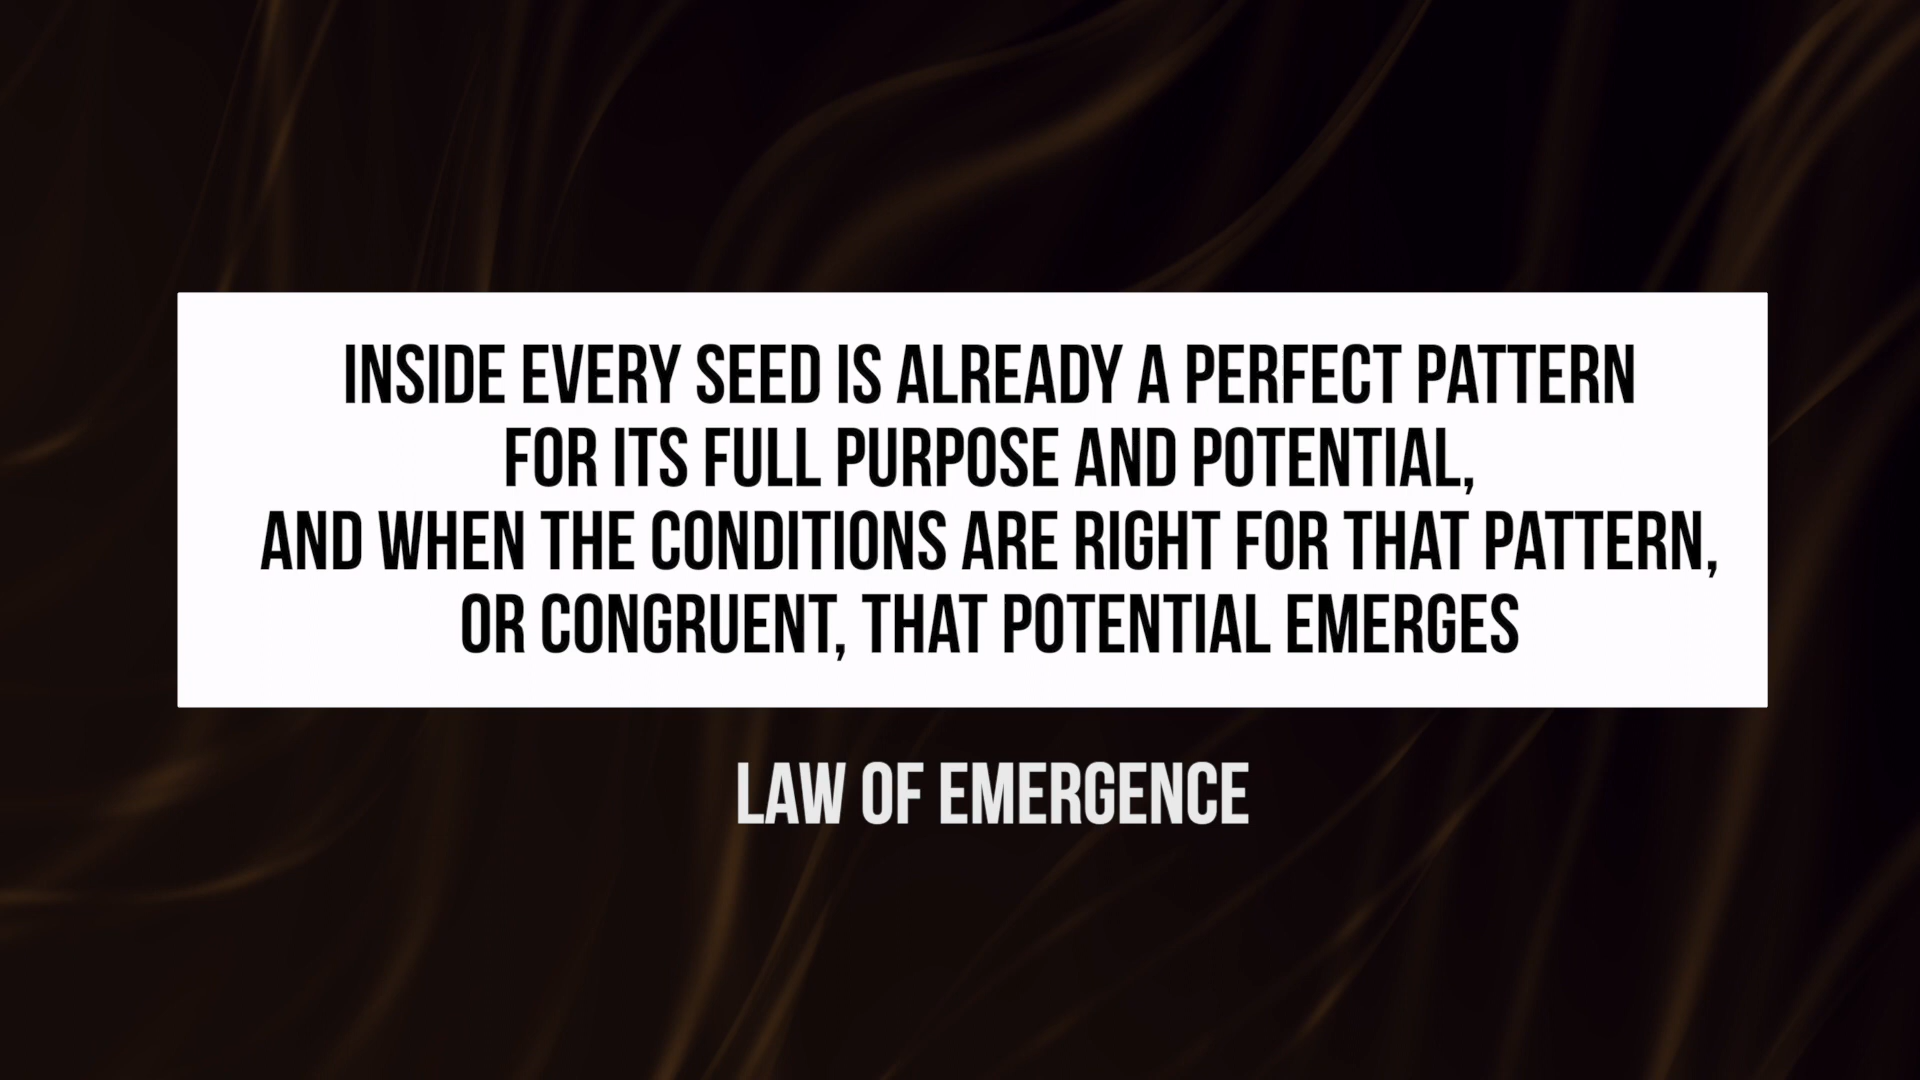 INSIDE EVERY SEED IS ALREADY A PERFECT PATTERN
FOR ITS FULL PURPOSE AND POTENTIAL,
AND WHEN THE CONDITIONS ARE RIGHT FOR THAT PATTERN,
OR CONGRUENT, THAT POTENTIAL EMERGES
LAW OF EMERGENCE